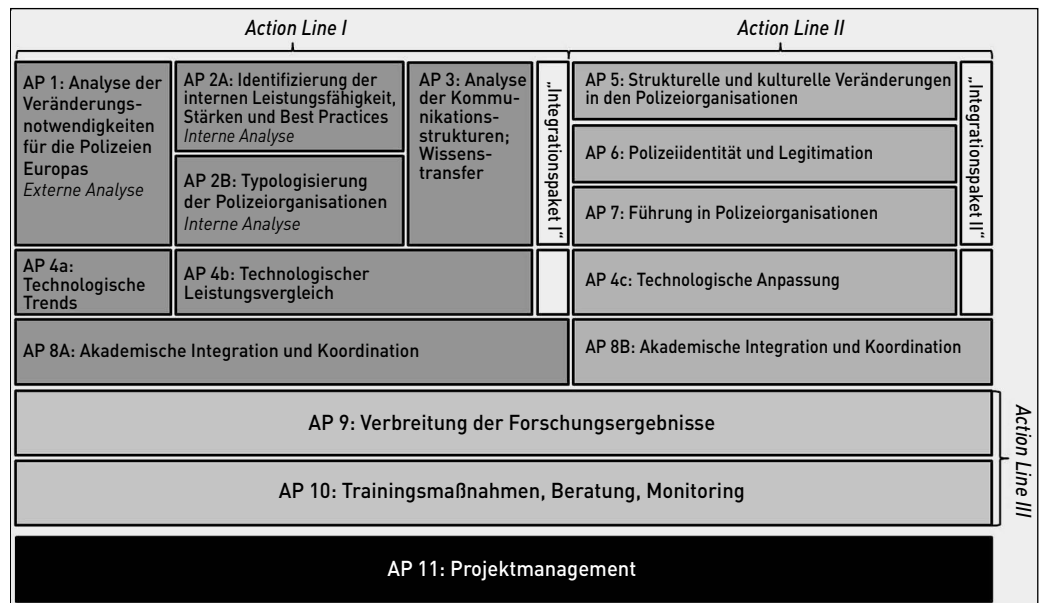 Action Line I
Action Line II
AP 1: Analyse der
Veränderungs-
notwendigkeiten
für die Polizeien
Europas
Externe Analyse
AP 2A: Identifizierung der
internen Leistungsfähigkeit,
Stärken und Best Practices
Interne Analyse
AP 2B: Typologisierung
der Polizeiorganisationen
Interne Analyse
AP 3: Analyse
der Kommu-
nikations-
strukturen;
Wissens-
transfer
„Integrationspaket I“
AP 5: Strukturelle und kulturelle Veränderungen
in den Polizeiorganisationen
AP 6: Polizeiidentität und Legitimation
AP 7: Führung in Polizeiorganisationen
„Integrationspaket II“
AP 4a:
Technologische
Trends
AP 4b: Technologischer
Leistungsvergleich
AP 4c: Technologische Anpassung
AP 8A: Akademische Integration und Koordination
AP 8B: Akademische Integration und Koordination
AP 9: Verbreitung der Forschungsergebnisse
AP 10: Trainingsmaßnahmen, Beratung, Monitoring
Action Line III
AP 11: Projektmanagement